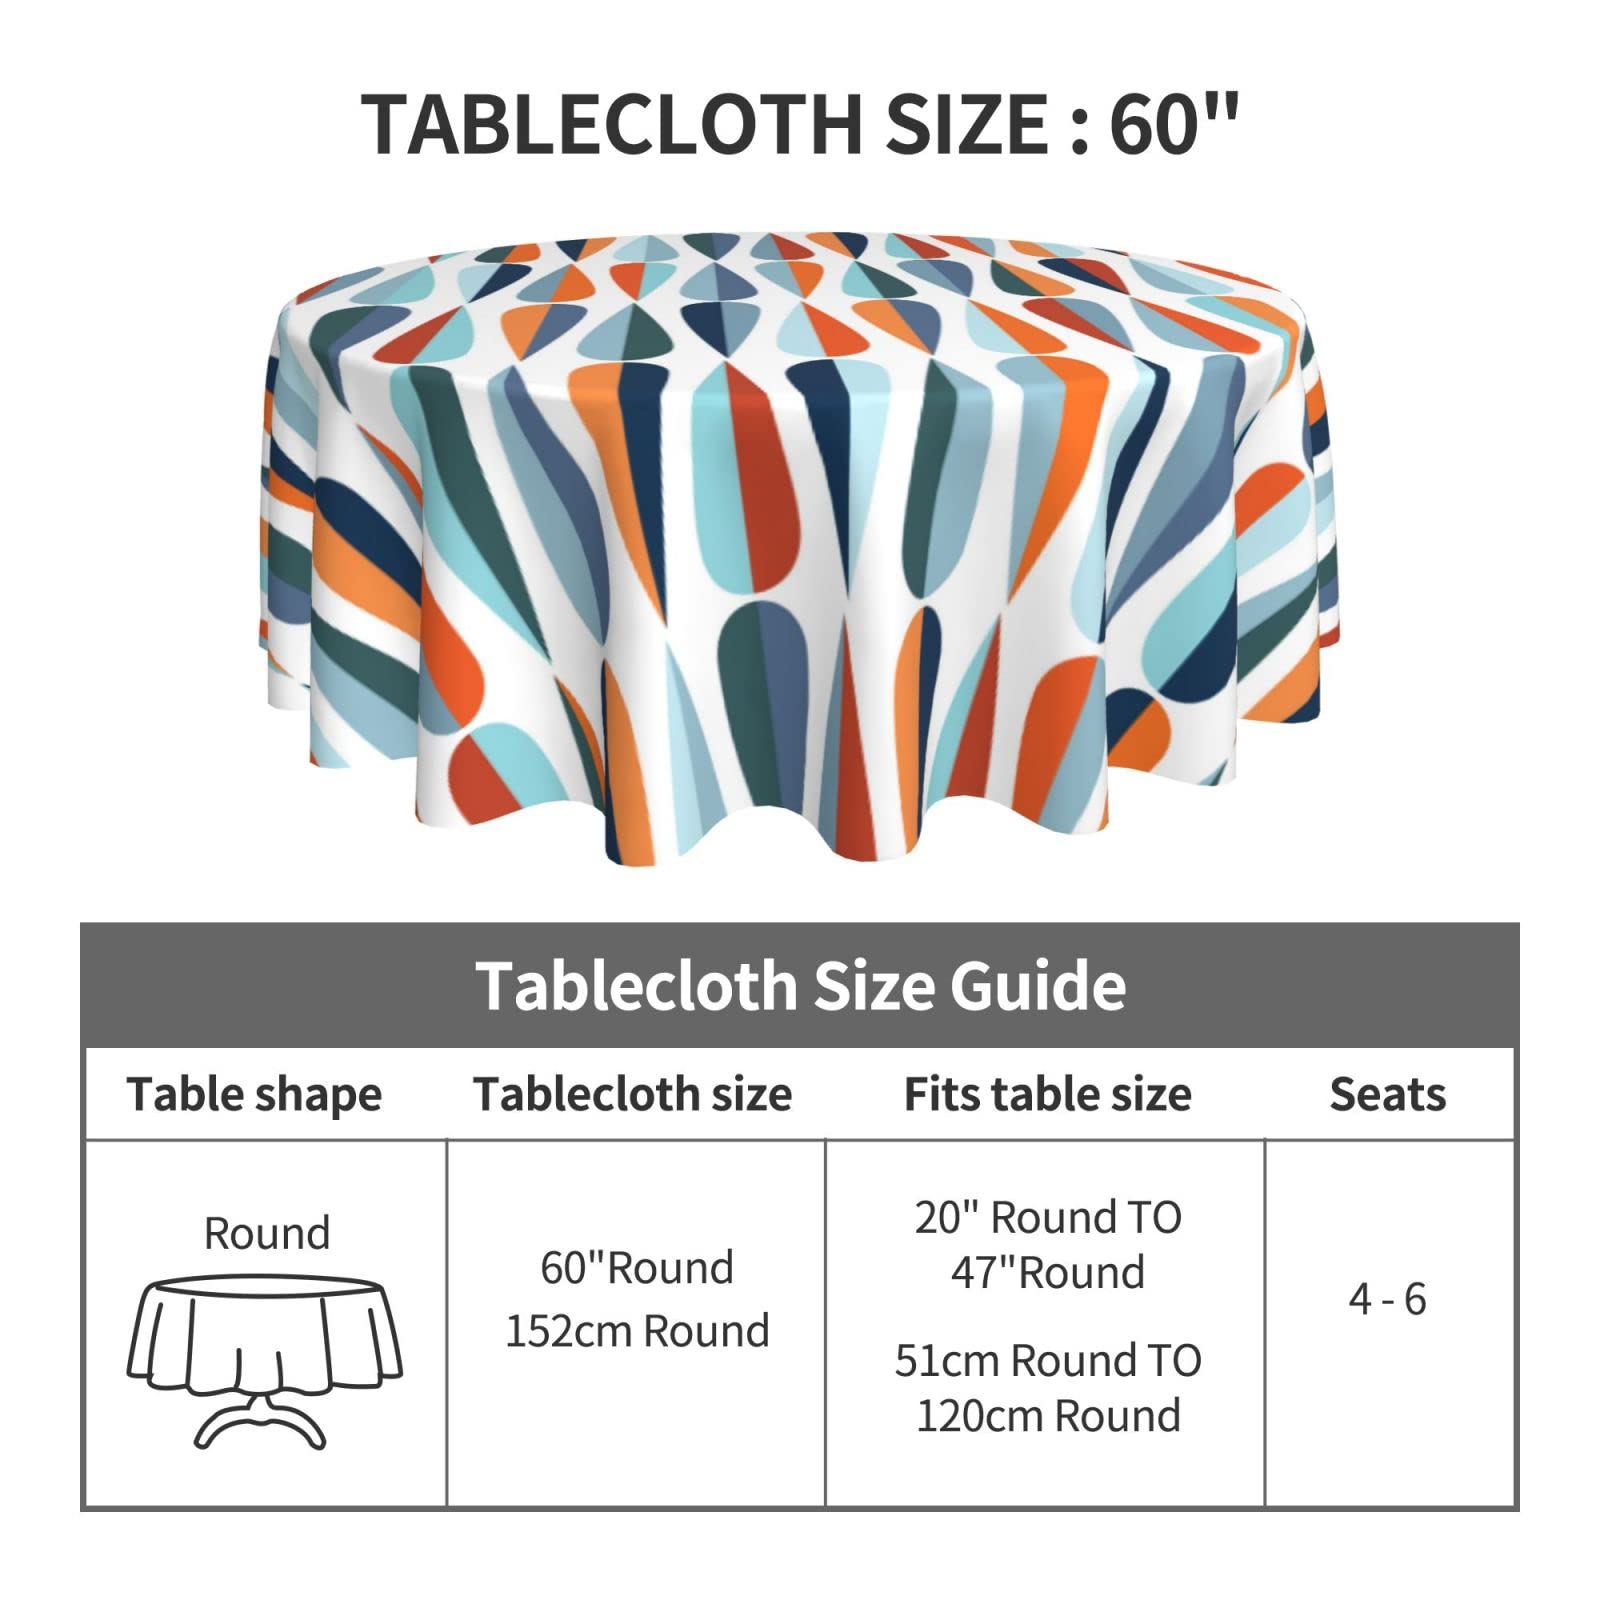 TABLECLOTH SIZE : 60"
Tablecloth Size Guide
Table shape
Tablecloth size
Fits table size
Seats
Round
60"Round
152cm Round
20" Round TO
47"Round
51cm Round TO
120cm Round
4 - 6